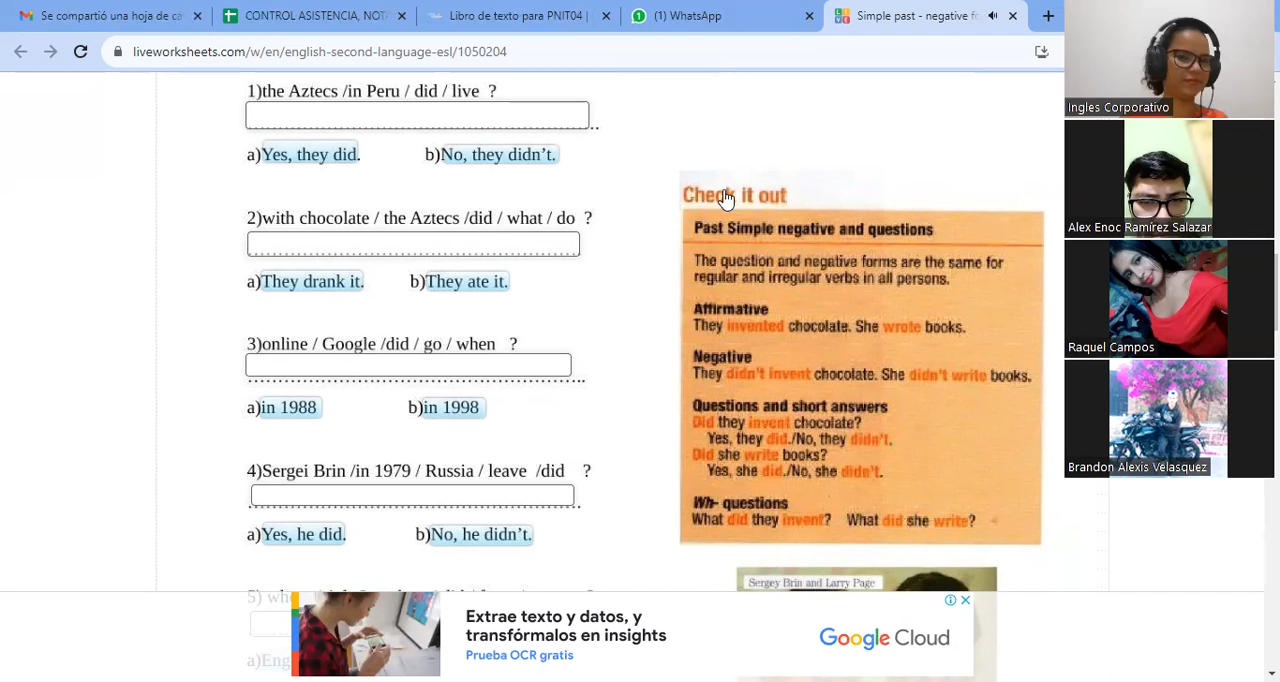 Se compartió una hoja de cá
CONTROL ASISTENCIA_NOTA
Libro de texto para PNIT04 |
(1) WhatsApp
Simple past - negative fo
liveworksheets.com/w/en/english-second-language-esl/1050204
1)the Aztecs /in Peru / did / live ?
a)Yes, they did.
b)No, they didn't.
2)with chocolate / the Aztecs /did / what / do ?
a)They drank it.
b)They ate it.
3)online / Google /did / go / when ?
a)in 1988
b)in 1998
4)Sergei Brin /in 1979 / Russia / leave /did ?
a)Yes, he did.
b)No, he didn't.
a)Eng
Check it out
Past Simple negative and questions
The question and negative forms are the same for
regular and irregular verbs in all persons.
Affirmative
They invented chocolate. She wrote books.
Negative
They didn't invent chocolate. She didn't write books.
Questions and short answers
Did they invent chocolate?
Yes, they did./No, they didn't.
Did she write books?
Yes, she did./No, she didn't.
Wh- questions
What did they invent? What did she write?
Sergey Brin and Larry Page
Extrae texto y datos, y
transfórmalos en insights
Prueba OCR gratis
Google Cloud
Ingles Corporativo
Alex Enoc Ramírez Salazar
Raquel Campos
Brandon Alexis Velasquez